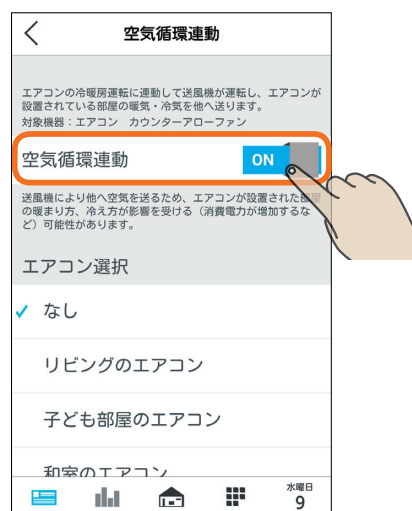 空気循環連動
エアコンの冷暖房運転に連動して送風機が運転し、エアコンが
設置されている部屋の暖気・冷気を他へ送ります。
対象機器：エアコン　カウンターアローファン
空気循環連動
ON
送風機により他へ空気を送るため、エアコンが設置された部屋
の暖まり方、冷え方が影響を受ける（消費電力が増加するな
ど）可能性があります。
エアコン選択
なし
リビングのエアコン
子ども部屋のエアコン
和室のエアコン
水曜日
9